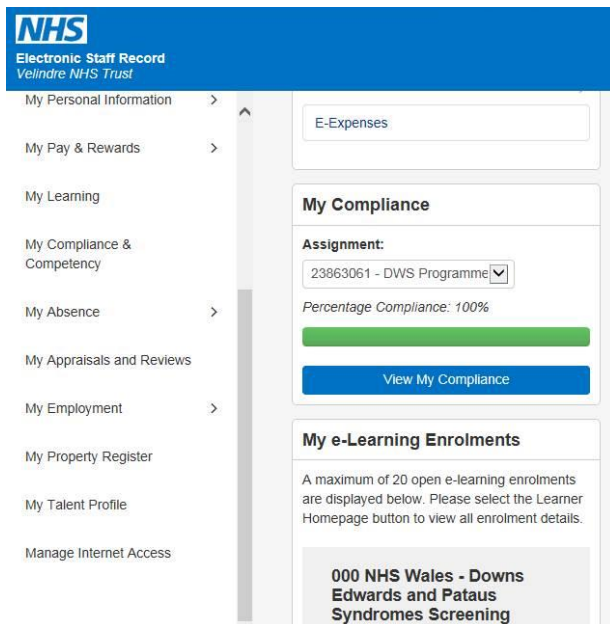 NHS
Electronic Staff Record
Velindre NHS Trust
My Personal Information
My Pay & Rewards
My Learning
My Compliance &
Competency
My Absence
My Appraisals and Reviews
My Employment
My Property Register
My Talent Profile
Manage Internet Access
E-Expenses
My Compliance
Assignment:
23863061 - DWS Programme
Percentage Compliance: 100%
View My Compliance
My e-Learning Enrolments
A maximum of 20 open e-learning enrolments
are displayed below. Please select the Learner
Homepage button to view all enrolment details.
000 NHS Wales - Downs
Edwards and Pataus
Syndromes Screening